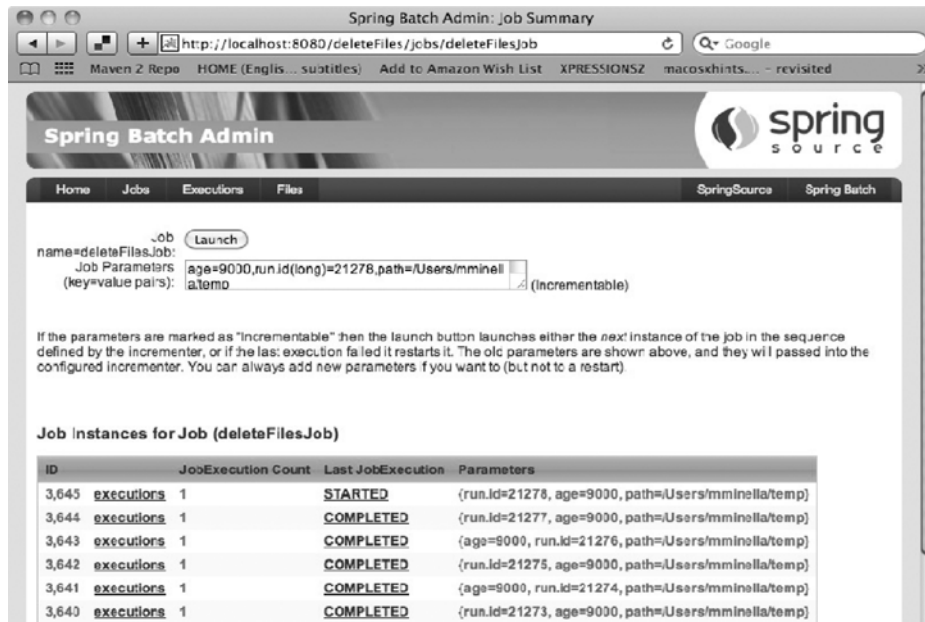 Spring Batch Admin: Job Summary
http://localhost:8080/deleteFiles/jobs/deleteFilesJob
Google
Maven 2 Repo HOME (Englis... subtitles) Add to Amazon Wish List XPRESSIONSZ macosxhints.... – revisited
Spring Batch Admin
spring
source
Home Jobs Executions Files SpringSource Spring Batch
Job
name=deleteFilesJob:
Launch
Job Parameters
(key=value pairs):
age=9000,run.id(long)=21278,path=/Users/mminell
a/temp
(Incrementable)
If the parameters are marked as "Incrementable" then the launch button launches either the next instance of the job in the sequence
defined by the incrementer, or if the last execution failed it restarts it. The old parameters are shown above, and they will passed into the
configured incrementer. You can always add new parameters if you want to (but not to a restart).
Job Instances for Job (deleteFilesJob)
ID JobExecution Count Last JobExecution Parameters
3,645 executions 1 STARTED {run.id=21278, age=9000, path=/Users/mminella/temp}
3,644 executions 1 COMPLETED {run.id=21277, age=9000, path=/Users/mminella/temp}
3,643 executions 1 COMPLETED {age=9000, run.id=21276, path=/Users/mminella/temp}
3,642 executions 1 COMPLETED {run.id=21275, age=9000, path=/Users/mminella/temp}
3,641 executions 1 COMPLETED {age=9000, run.id=21274, path=/Users/mminella/temp}
3,640 executions 1 COMPLETED {run.id=21273, age=9000, path=/Users/mminella/temp}